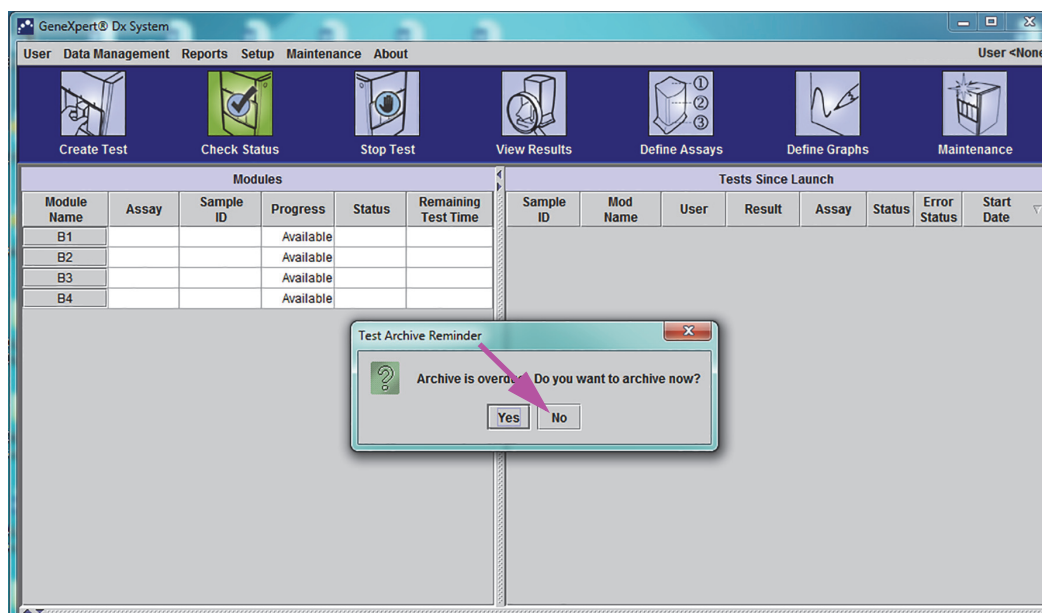 GeneXpert® Dx System
User Data Management Reports Setup Maintenance About User <None
Create Test Check Status Stop Test View Results Define Assays Define Graphs Maintenance
① ② ③
Modules
Module Name Assay Sample ID Progress Status Remaining Test Time
B1 Available
B2 Available
B3 Available
B4 Available
Tests Since Launch
Sample ID Mod Name User Result Assay Status Error Status Start Date
Test Archive Reminder
Archive is Do you want to archive now?
Yes No